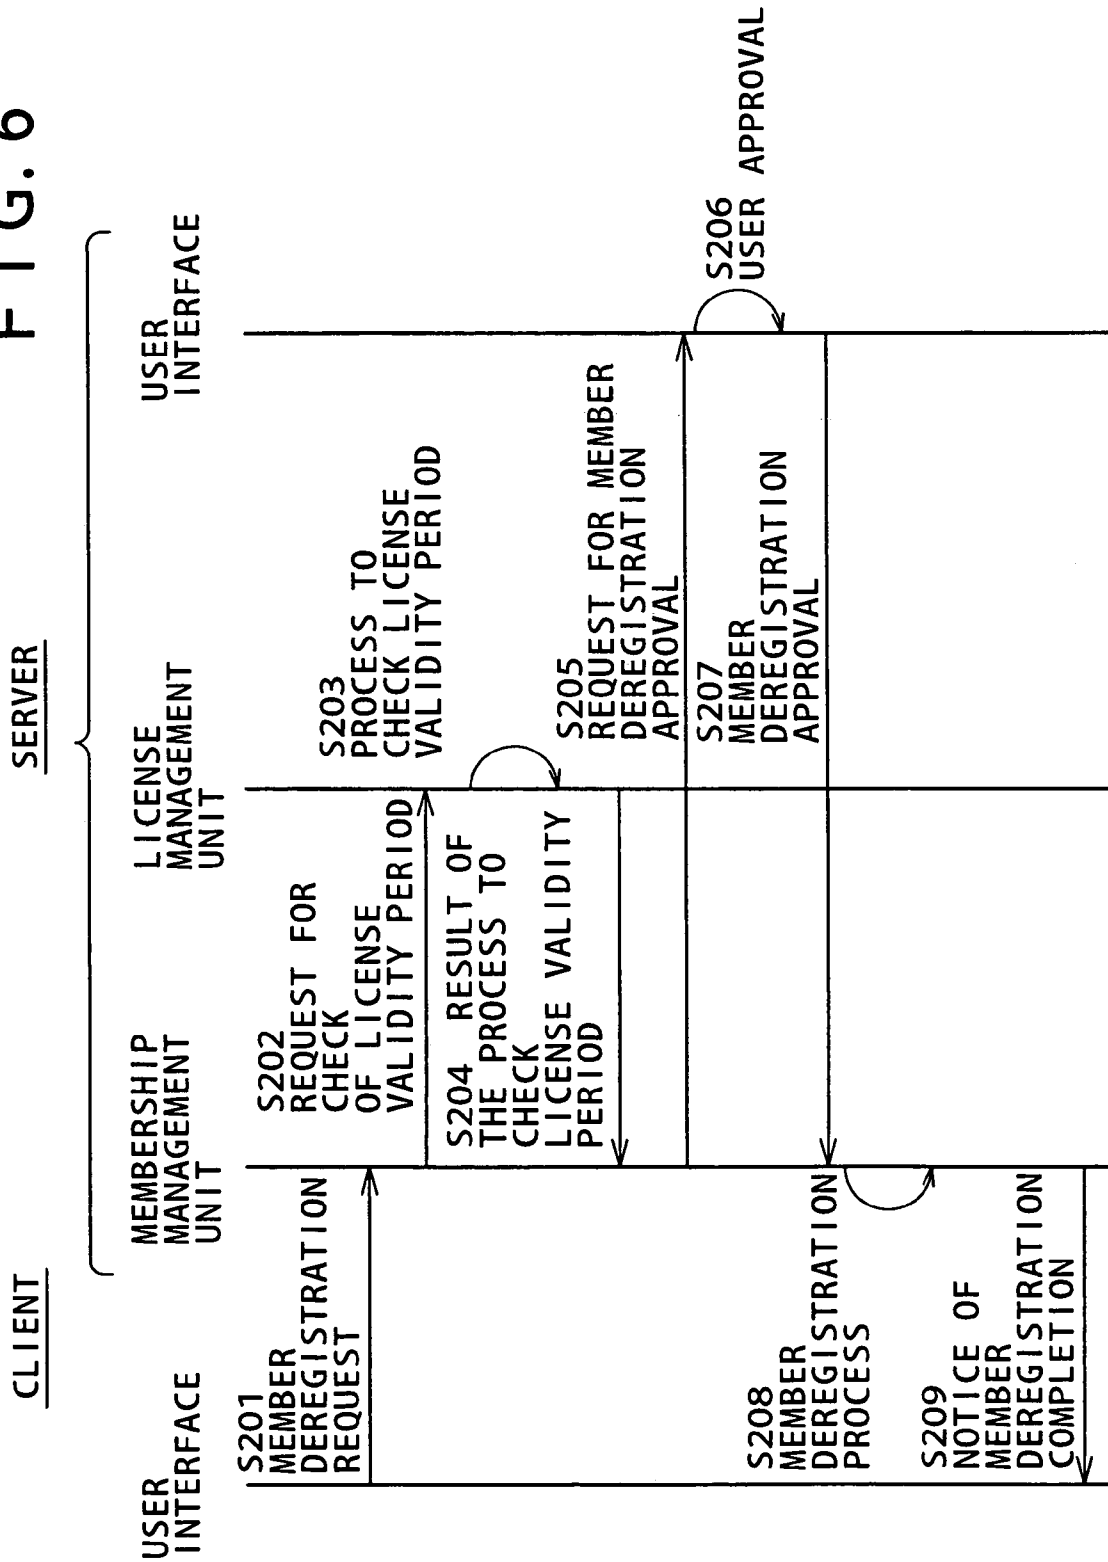 FIG. 6
CLIENT
SERVER
USER
INTERFACE
MEMBERSHIP
MANAGEMENT
UNIT
LICENSE
MANAGEMENT
UNIT
USER
INTERFACE
S201
MEMBER
DEREGISTRATION
REQUEST
S202
REQUEST FOR
CHECK
OF LICENSE
VALIDITY PERIOD
S203
PROCESS TO
CHECK LICENSE
VALIDITY PERIOD
S204 RESULT OF
THE PROCESS TO
CHECK
LICENSE VALIDITY
PERIOD
S205
REQUEST FOR MEMBER
DEREGISTRATION
APPROVAL
S206
USER APPROVAL
S207
MEMBER
DEREGISTRATION
APPROVAL
S208
MEMBER
DEREGISTRATION
PROCESS
S209
NOTICE OF
MEMBER
DEREGISTRATION
COMPLETION